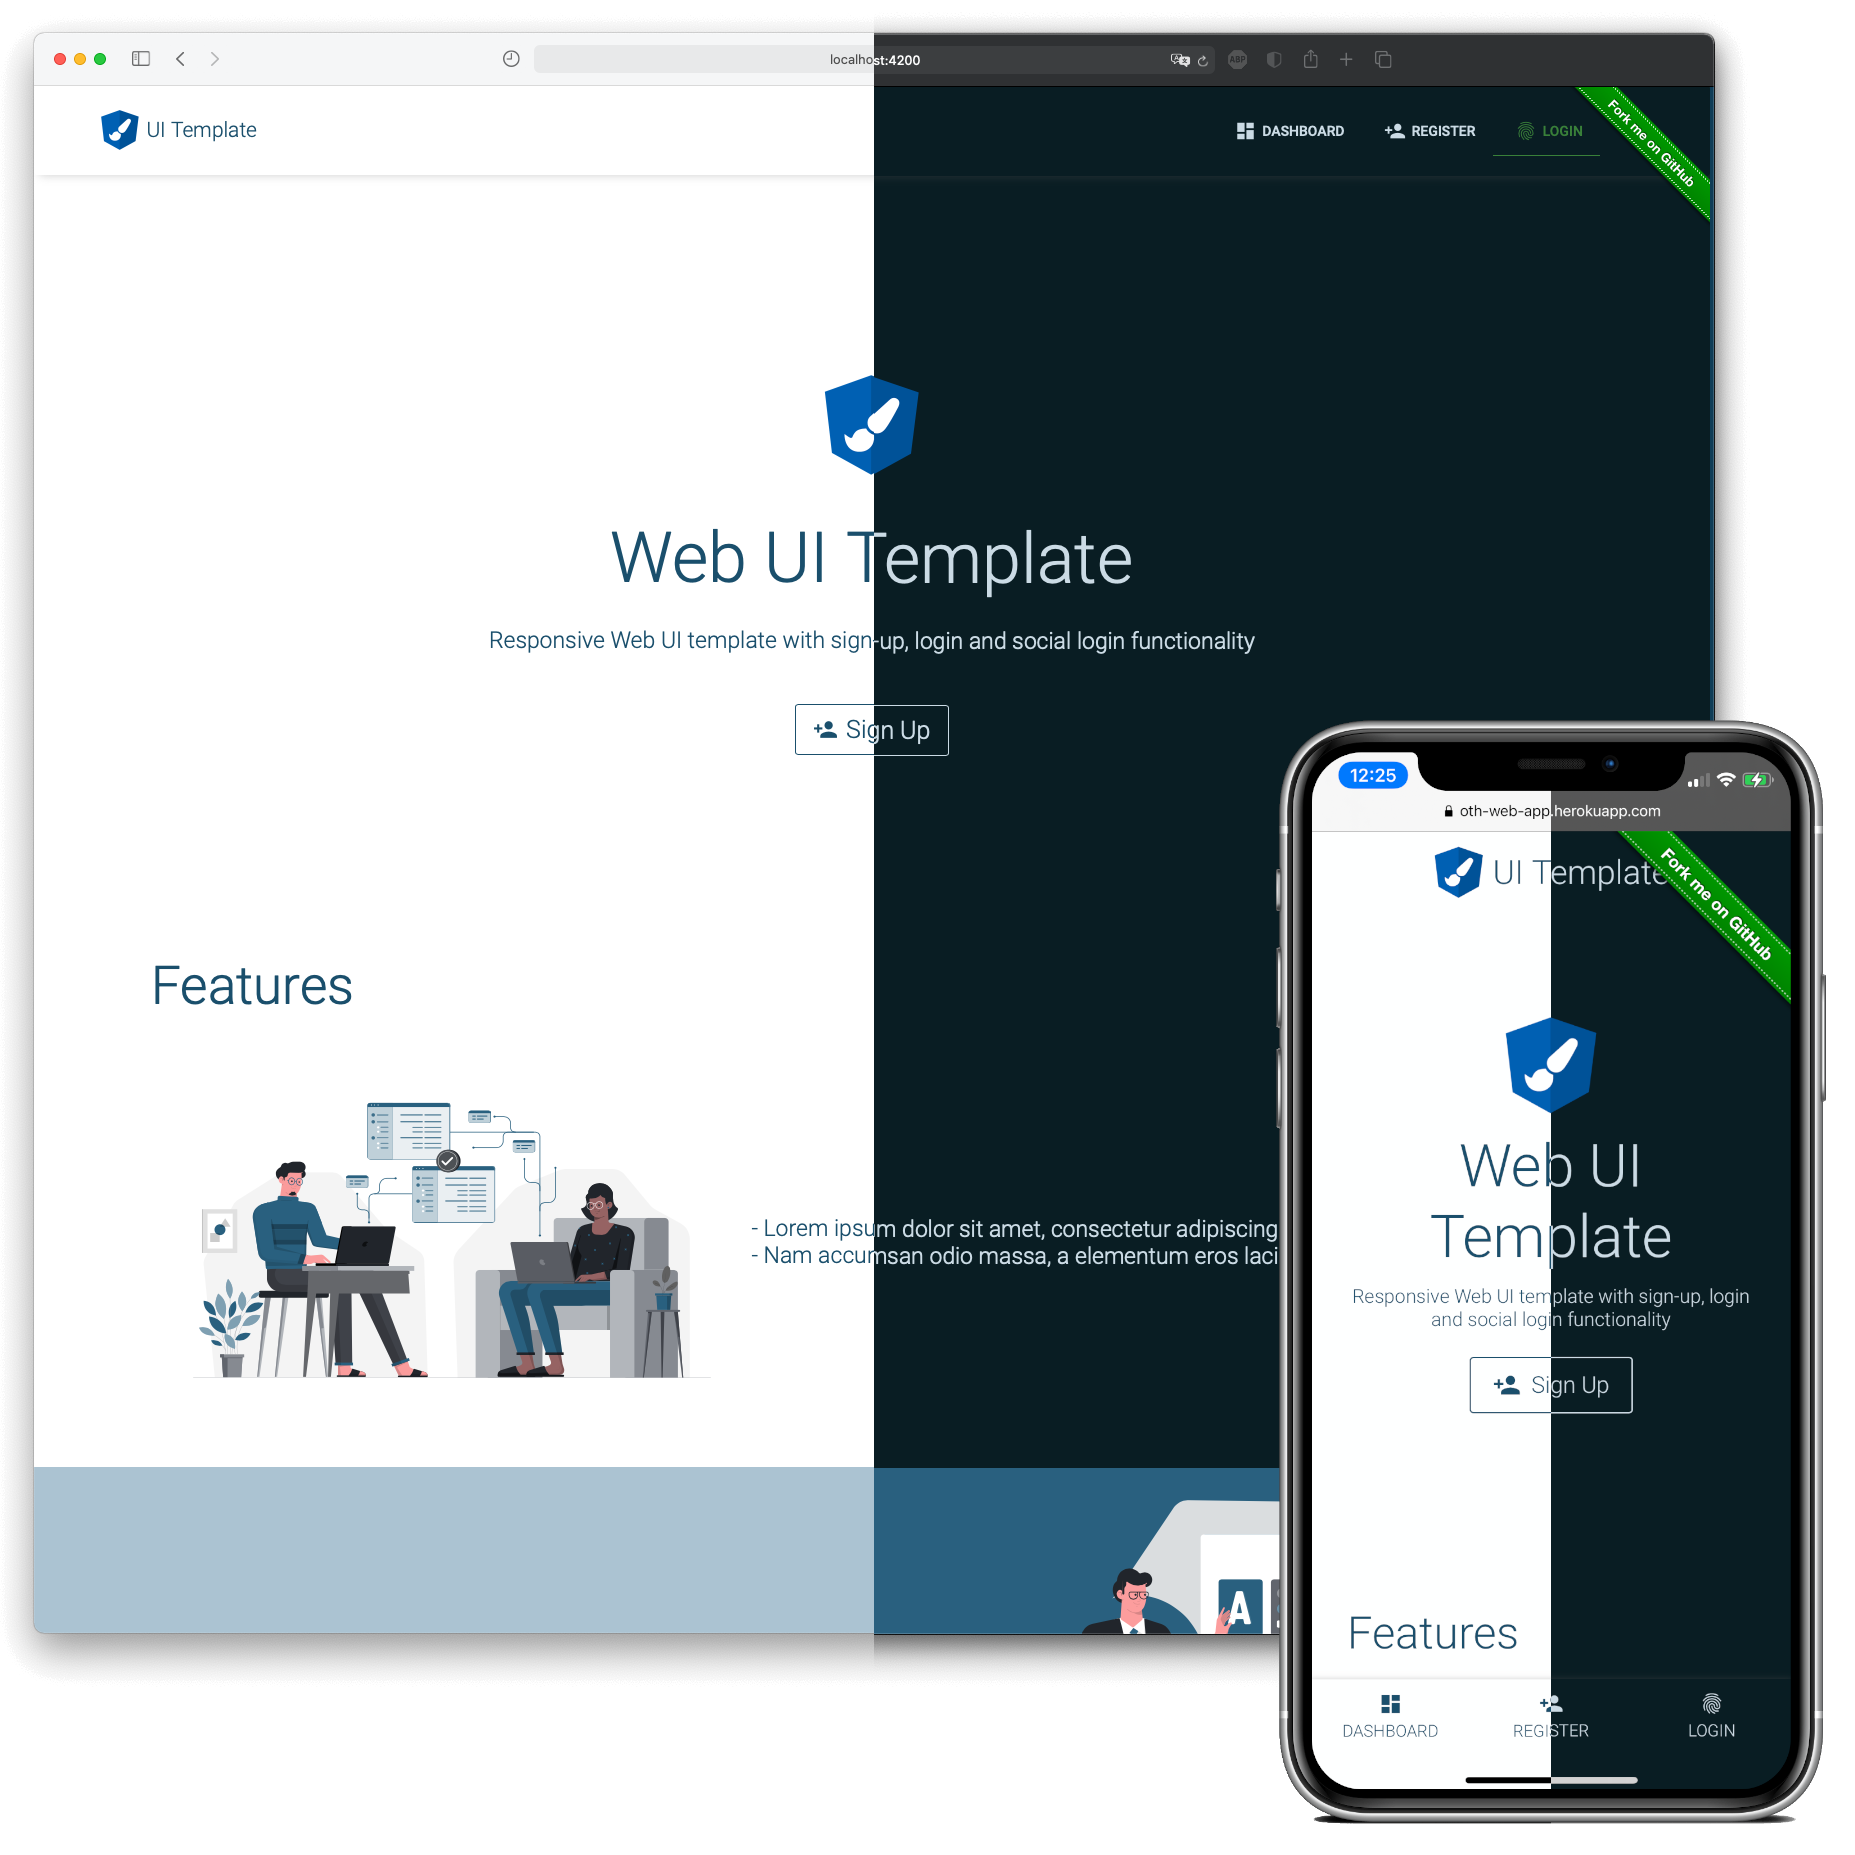 localhost:4200
ABP
UI Template
DASHBOARD
REGISTER
LOGIN
Fork me on GitHub
Web UI Template
Responsive Web UI template with sign-up, login and social login functionality
Sign Up
Features
- Lorem ipsum dolor sit amet, consectetur adipiscing
- Nam accumsan odio massa, a elementum eros laci
A
12:25
oth-web-app.herokuapp.com
UI Template
Fork me on GitHub
Web UI
Template
Responsive Web UI template with sign-up, login
and social login functionality
Sign Up
Features
DASHBOARD
REGISTER
LOGIN